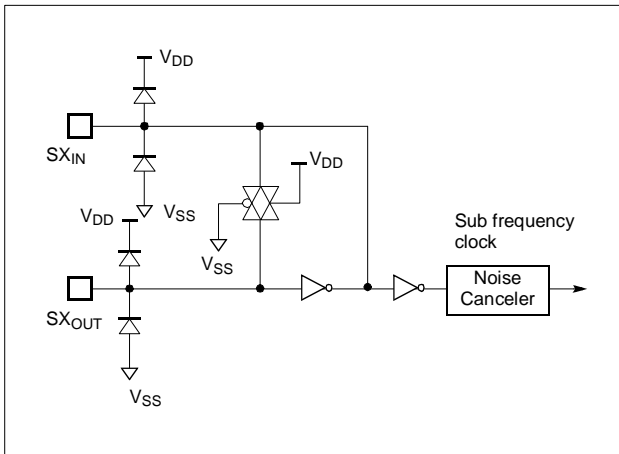 VDD
SXIN
VDD
VSS
VDD
VSS
Sub frequency
clock
Noise
Canceler
SXOUT
VSS